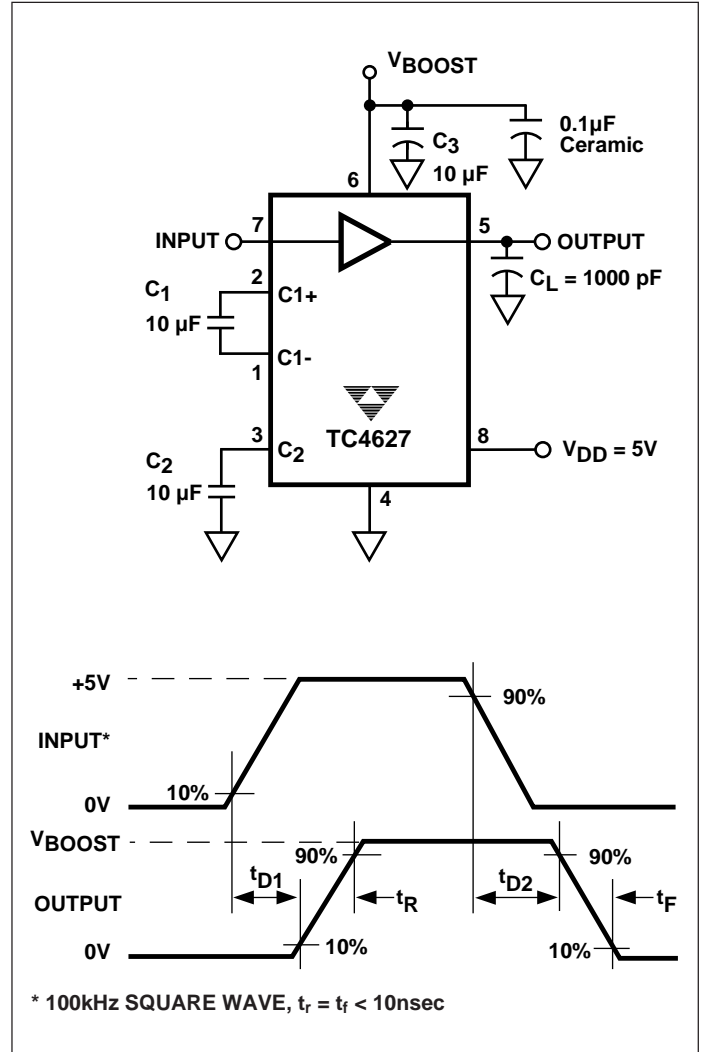 VBOOST
C3
10 µF
0.1µF
Ceramic
6
INPUT
7
5
OUTPUT
CL = 1000 pF
C1
10 µF
2
C1+
1
C1-
TC4627
3
C2
C2
10 µF
8
VDD = 5V
4
+5V
90%
INPUT*
10%
0V
VBOOST
90%
90%
tD1
tR
tD2
tF
OUTPUT
10%
10%
0V
* 100kHz SQUARE WAVE, tr = tf < 10nsec